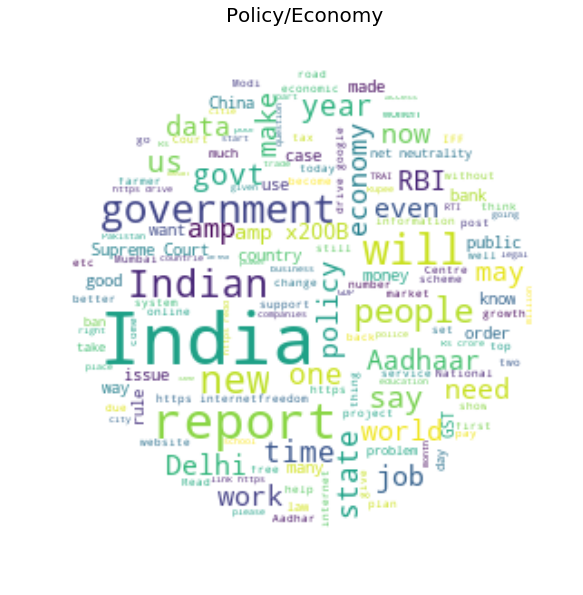 Policy/Economy
road
Modi
economic
made
China
make
year
data
tax
case
now
IFF
go
Court
start
much
net neutrality
us
govt
use
today
economy
drive google
RBI
TRAI
without
farmer
https drive
given
become
bank
think
going
government
even
information
RTI
want
amp
amp x200B
post
Pakistan
Supreme Court
still
will
public
well
legal
etc
Mumbai
countrie
country
money
Centre
may
good
Indian
business
change
policy
number
scheme
know
better
system
support
market
growth
online
India
companies
people
order
ban
right
come
back
police
set
Rs crore
top
take
Aadhaar
two
place
issue
new
one
service
National
education
way
https
thing
say
need
rule
https internetfreedom
show
due
report
project
GST
first
city
world
pay
website
time
state
problem
day
month
Delhi
free
many
job
Read
link https
internet
give
work
help
law
plan
please
Aadhar